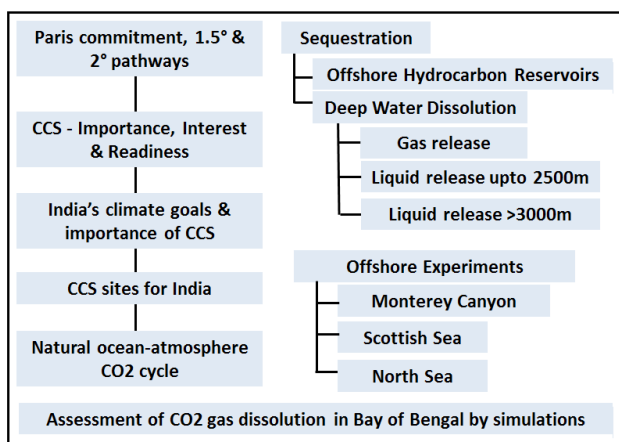 Paris commitment, 1.5° &
2° pathways
CCS - Importance, Interest
& Readiness
India's climate goals &
importance of CCS
CCS sites for India
Natural ocean-atmosphere
CO2 cycle
Sequestration
Offshore Hydrocarbon Reservoirs
Deep Water Dissolution
Gas release
Liquid release upto 2500m
Liquid release >3000m
Offshore Experiments
Monterey Canyon
Scottish Sea
North Sea
Assessment of CO2 gas dissolution in Bay of Bengal by simulations